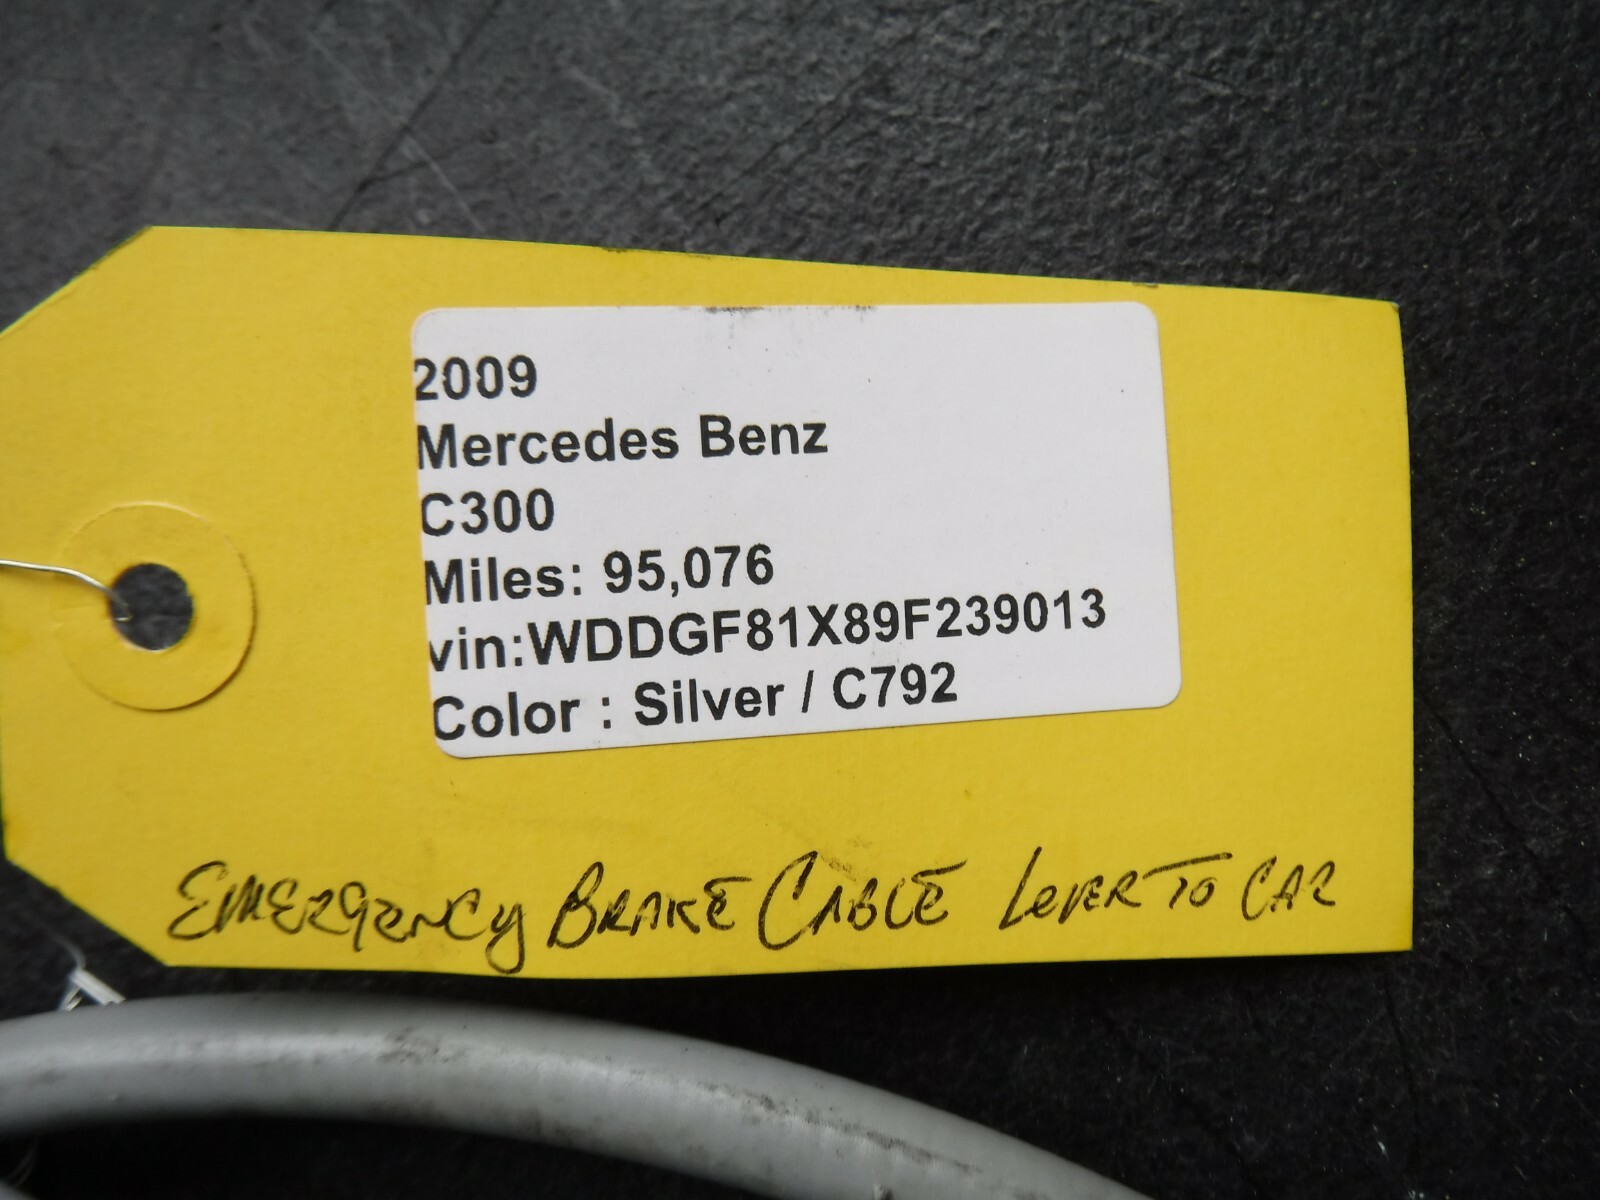 2009
Mercedes Benz
C300
Miles: 95,076
vin:WDDGF81X89F239013
Color : Silver / C792
EMERGENCY BRAKE CABLE LEVER TO CAR